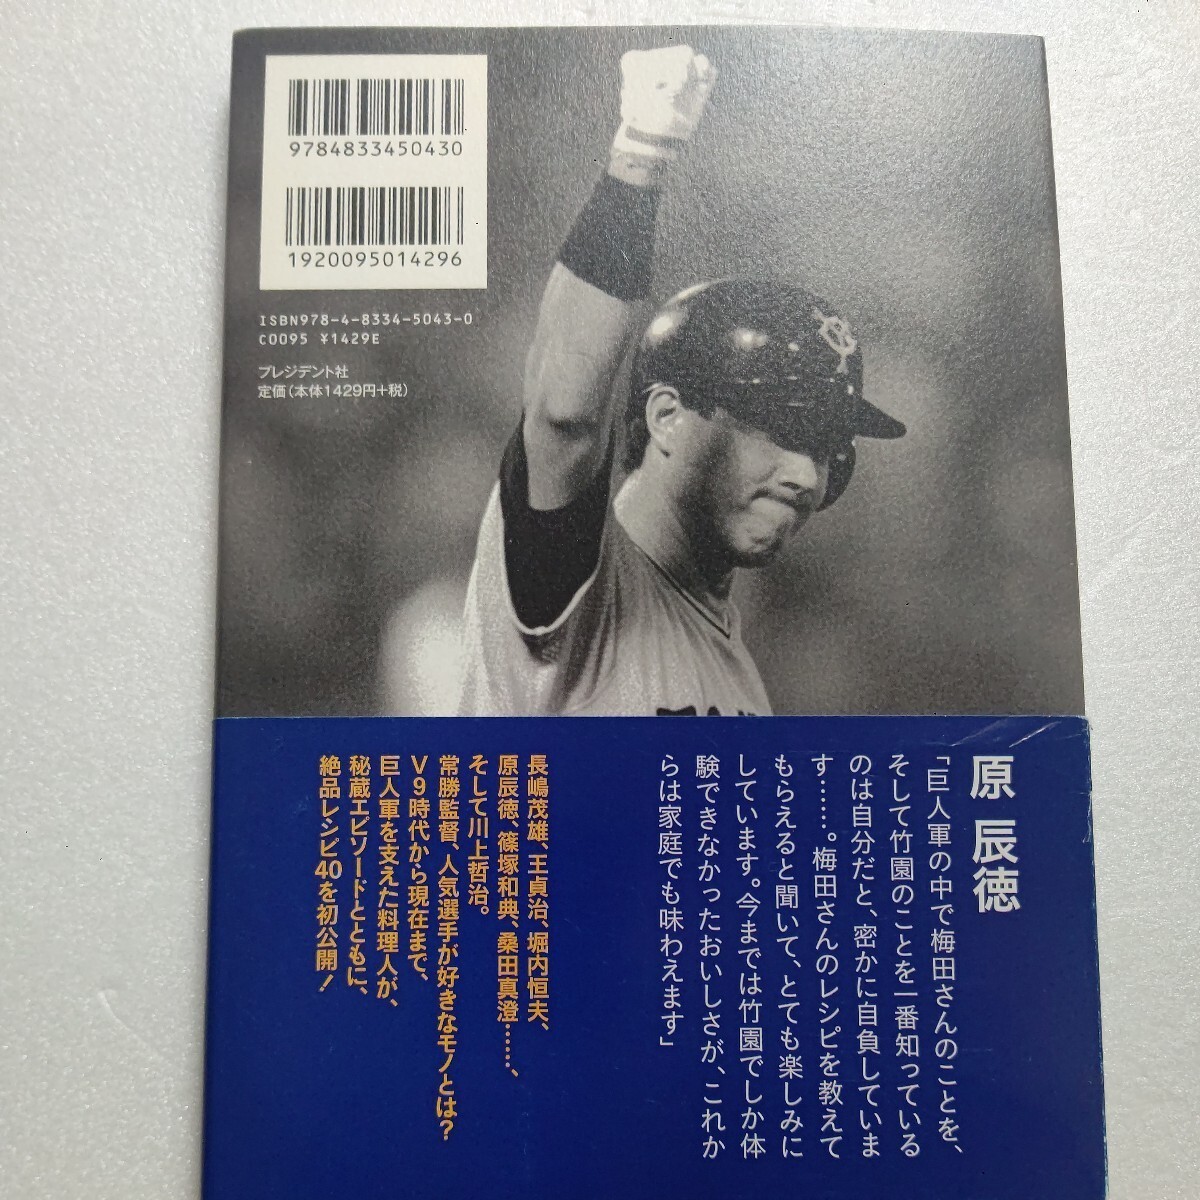 9784833450430
1920095014296
ISBN978-4-8334-5043-0
C0095 ¥1429E
プレジデント社
定価(本体1429円+税)
原 辰徳
「巨人軍の中で梅田さんのことを、
そして竹園のことを一番知っている
のは自分だと、密かに自負していま
す……。梅田さんのレシピを教えて
もらえると聞いて、とても楽しみに
しています。今までは竹園でしか体
験できなかったおいしさが、これか
らは家庭でも味わえます」
長嶋茂雄、王貞治、堀内恒夫、
原辰徳、篠塚和典、桑田真澄……、
そして川上哲治。
常勝監督、人気選手が好きなモノとは?
V9時代から現在まで、
巨人軍を支えた料理人が、
秘蔵エピソードとともに、
絶品レシピ40を初公開!